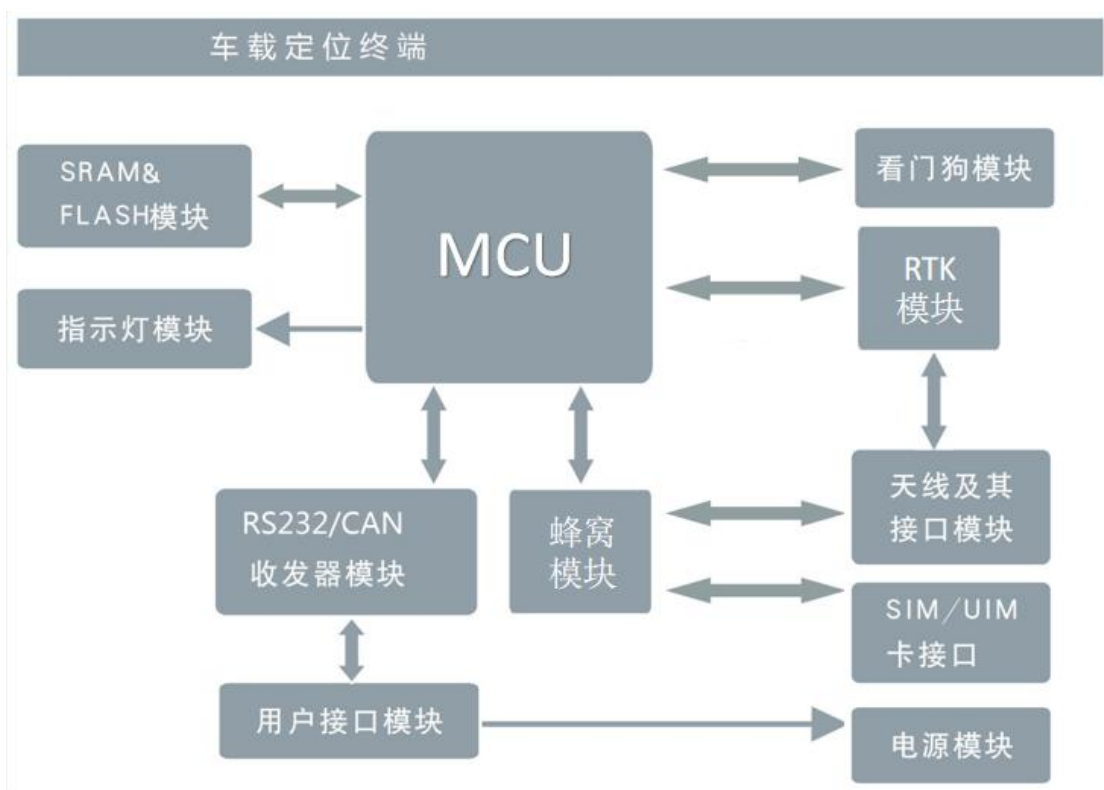 车载定位终端
SRAM&
FLASH模块
MCU
看门狗模块
RTK
模块
指示灯模块
RS232/CAN
收发器模块
蜂窝
模块
天线及其
接口模块
SIM/UIM
卡接口
用户接口模块
电源模块